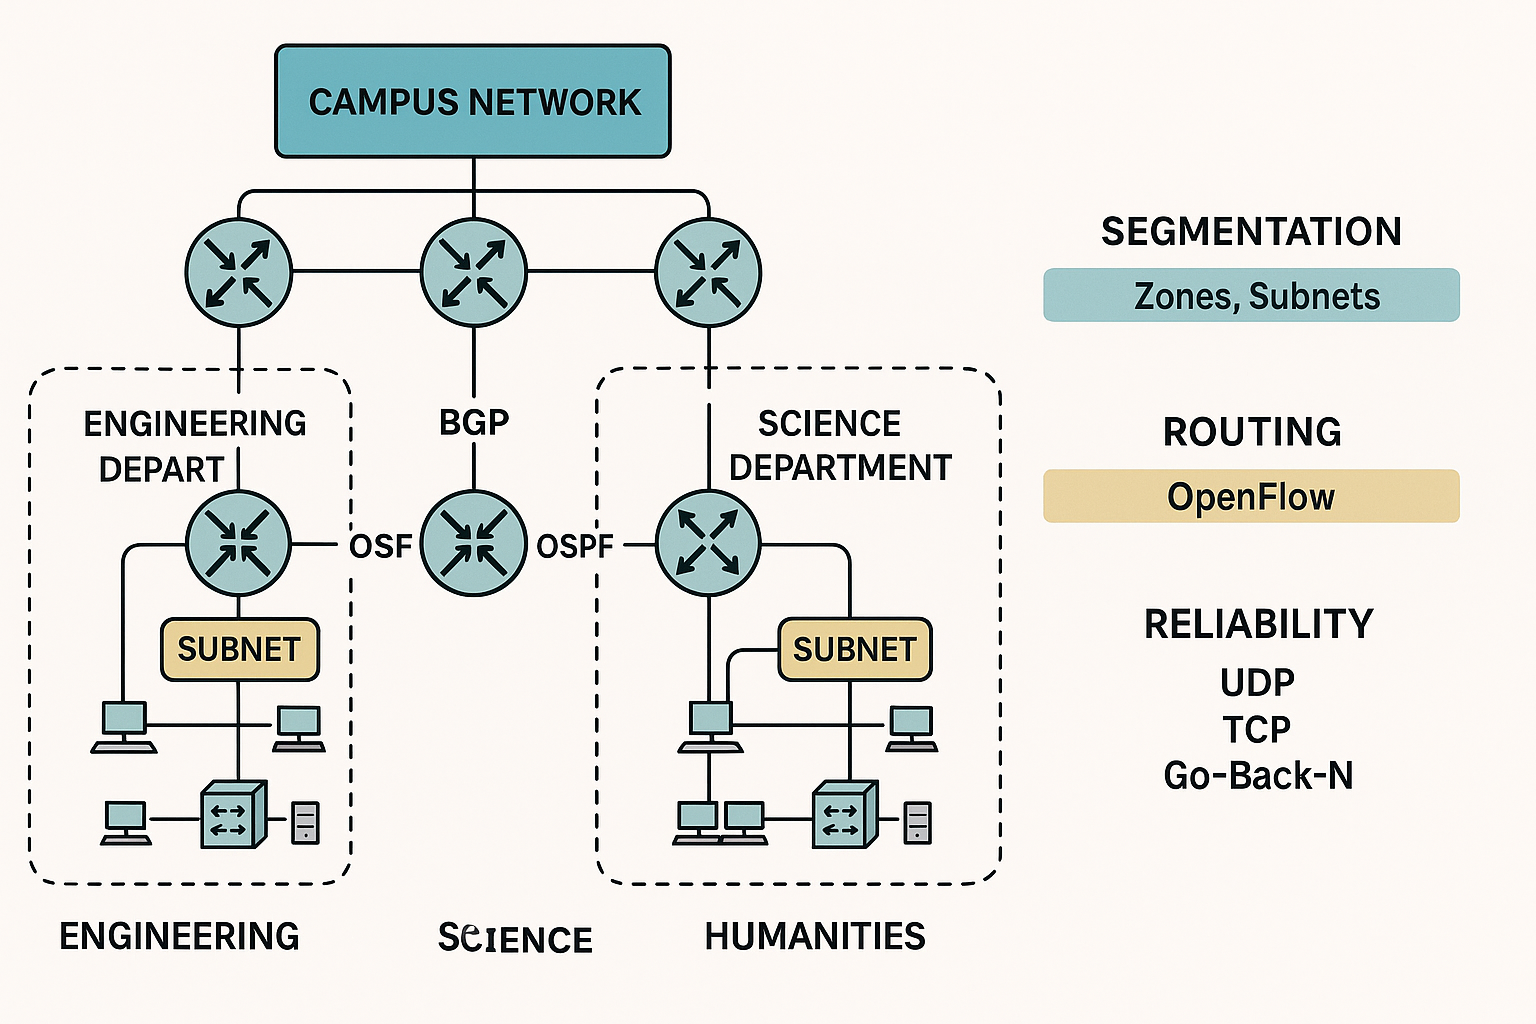 CAMPUS NETWORK
ENGINEERING
DEPART
BGP
SCIENCE
DEPARTMENT
OSF
OSPF
SUBNET
SUBNET
ENGINEERING
SCIENCE
HUMANITIES
SEGMENTATION
Zones, Subnets
ROUTING
OpenFlow
RELIABILITY
UDP
TCP
Go-Back-N